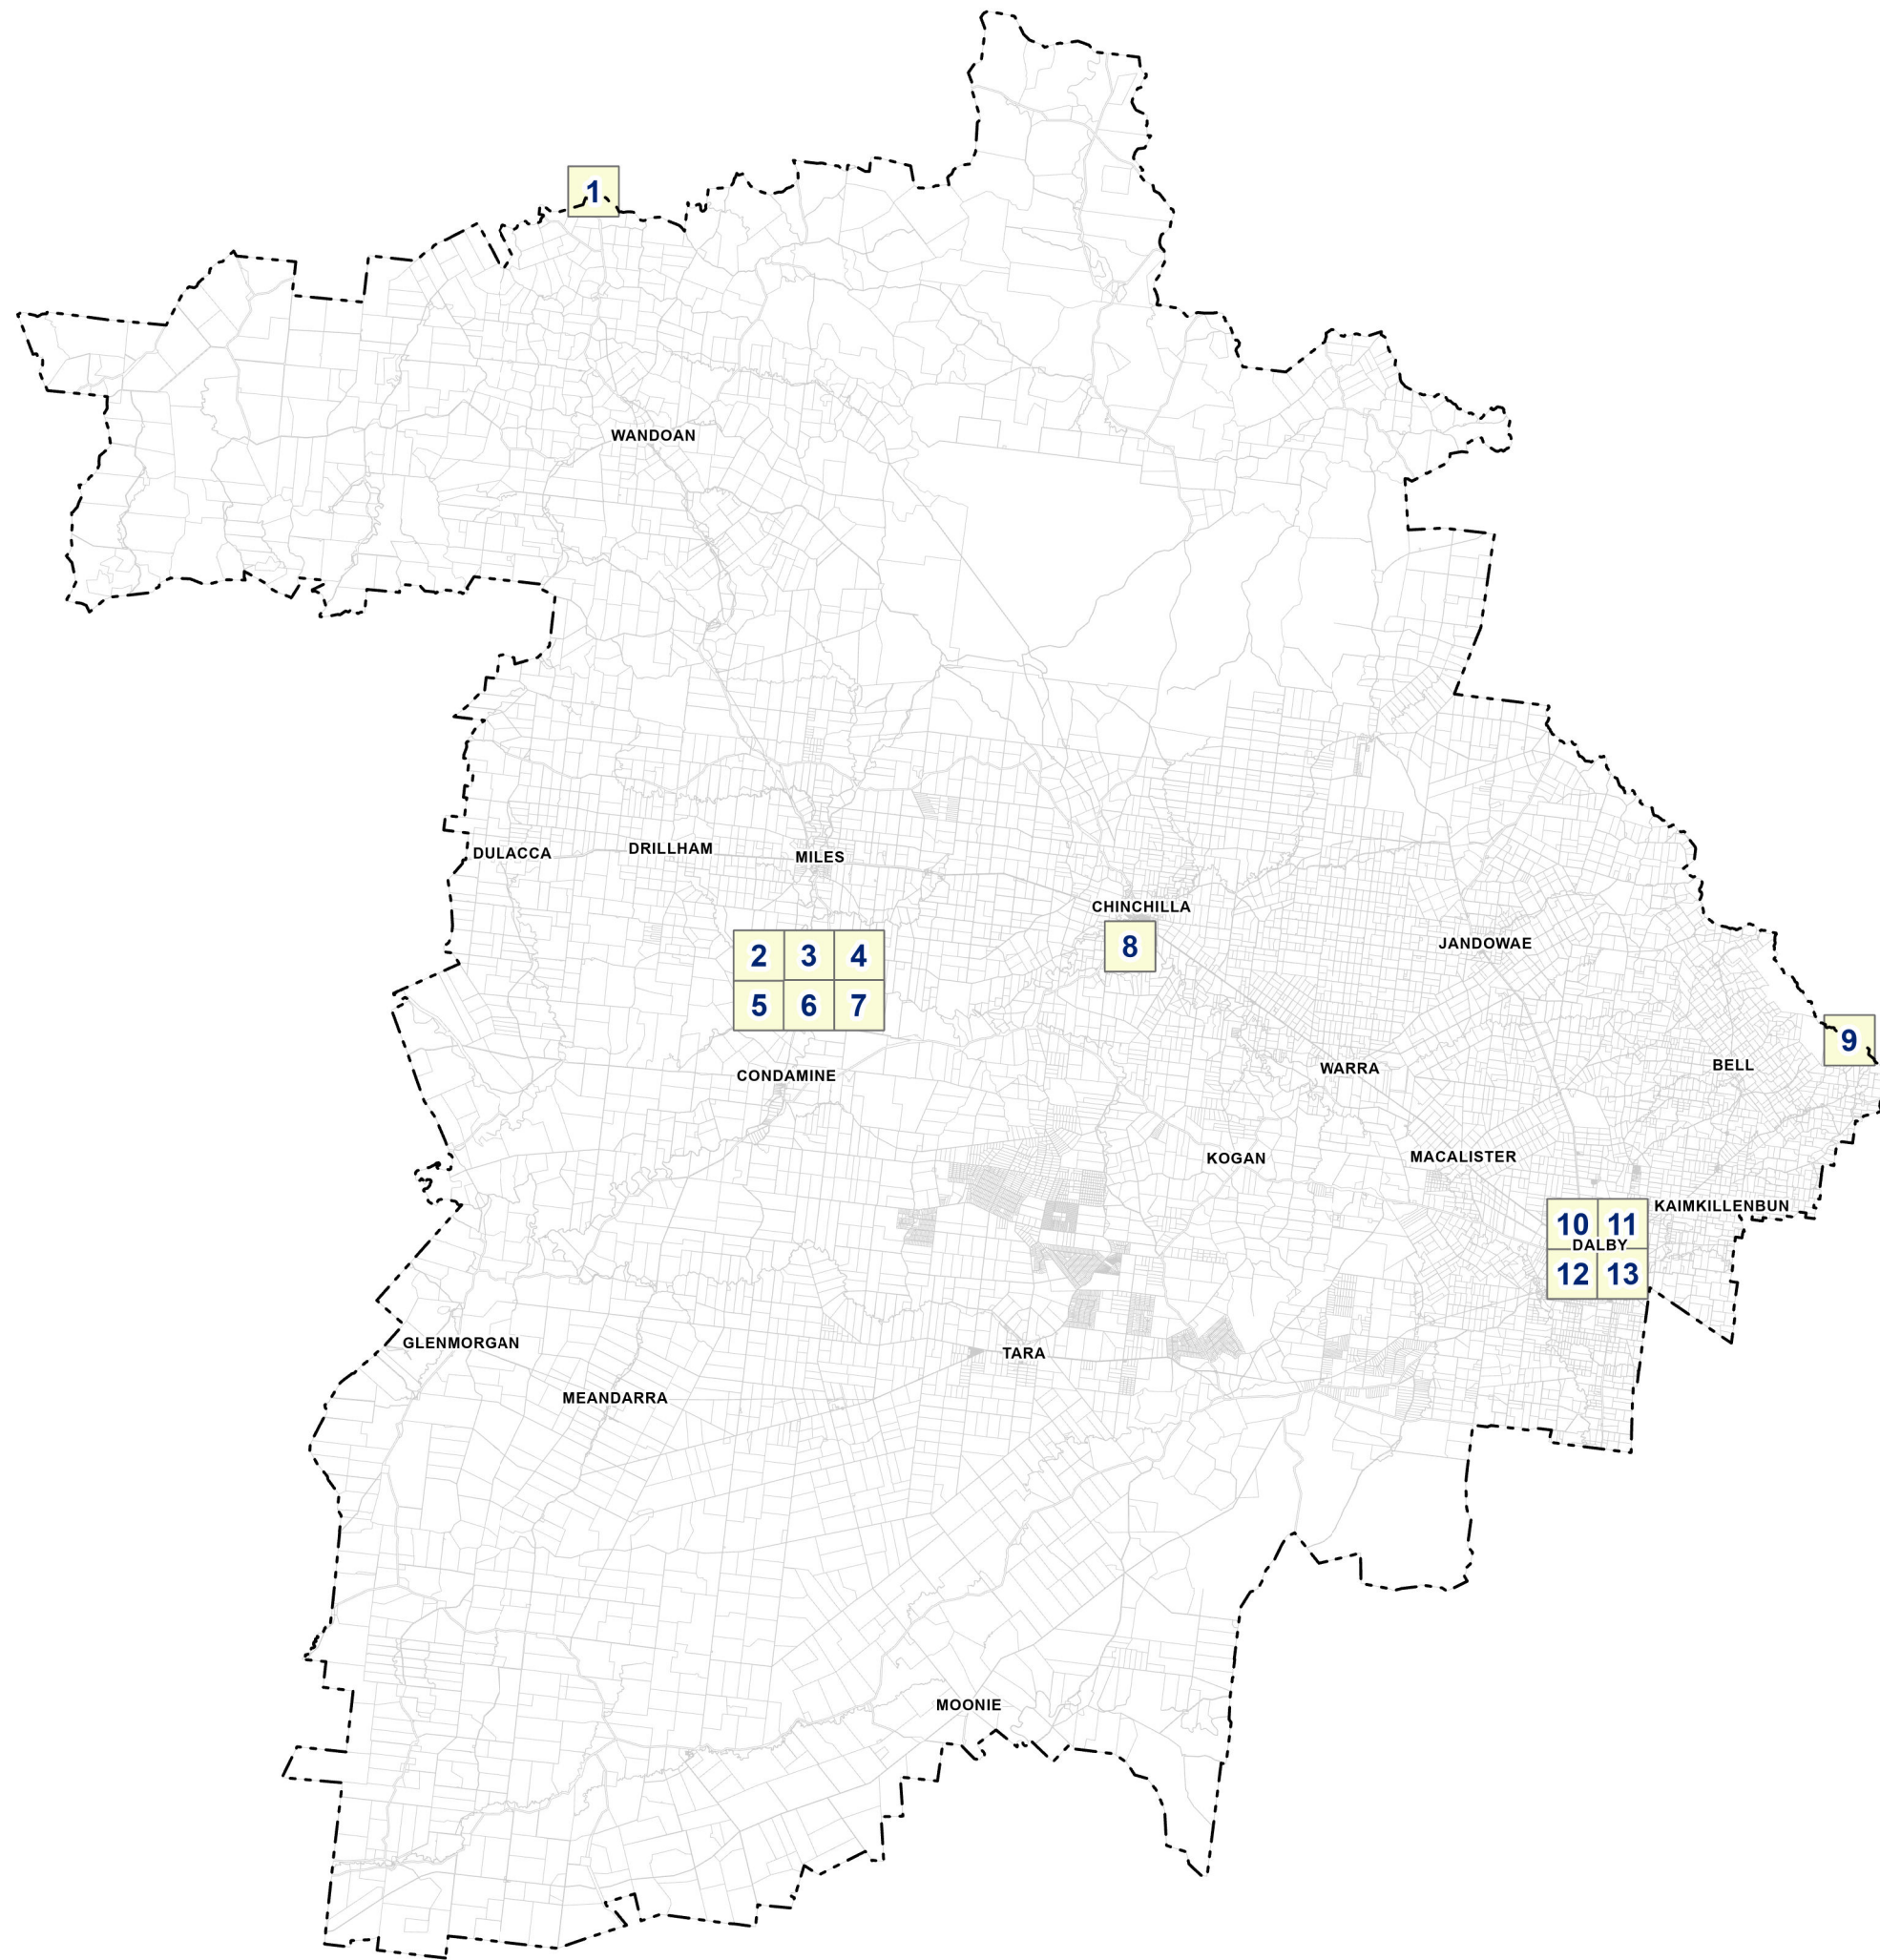 1
WANDOAN
DULACCA
DRILLHAM
MILES
CHINCHILLA
JANDOWAE
2 3 4
5 6 7
8
9
CONDAMINE
WARRA
BELL
KOGAN
MACALISTER
KAIMKILLENBUN
10 11
DALBY
12 13
GLENMORGAN
TARA
MEANDARRA
MOONIE